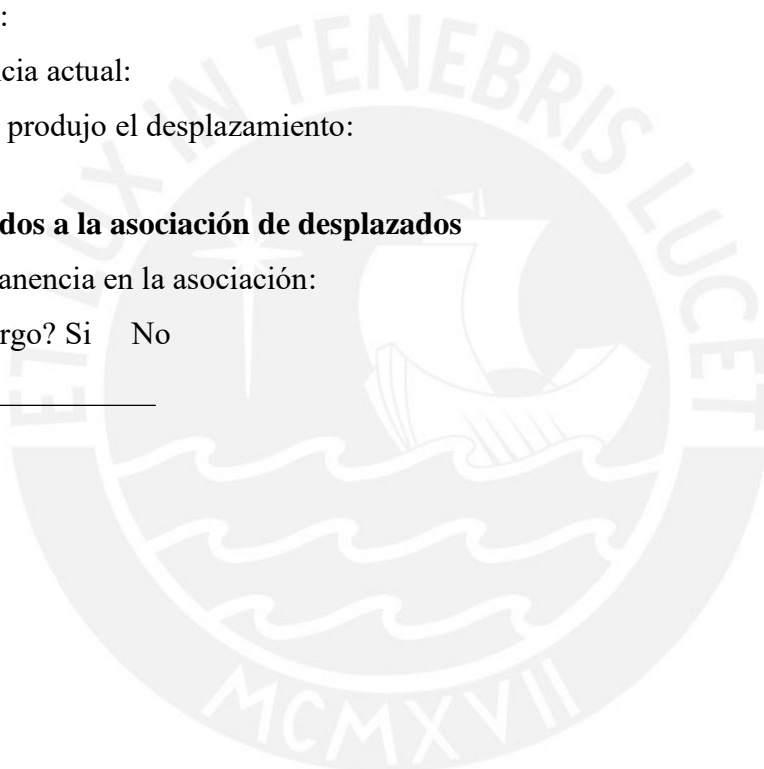 :
cia actual:
produjo el desplazamiento:
dos a la asociación de desplazados
anencia en la asociación:
rgo? Si No
ET LUX IN TENEBRIS LUCET
MCMXVII